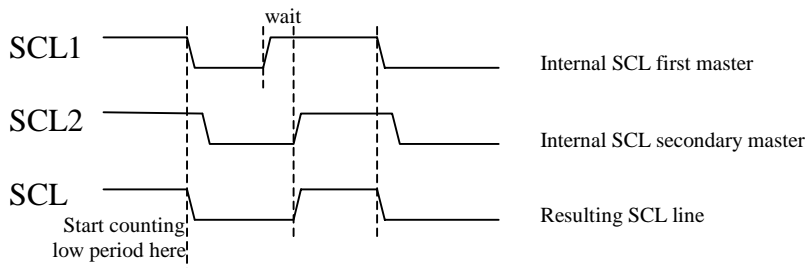 wait
SCL1
Internal SCL first master
SCL2
Internal SCL secondary master
SCL
Resulting SCL line
Start counting
low period here